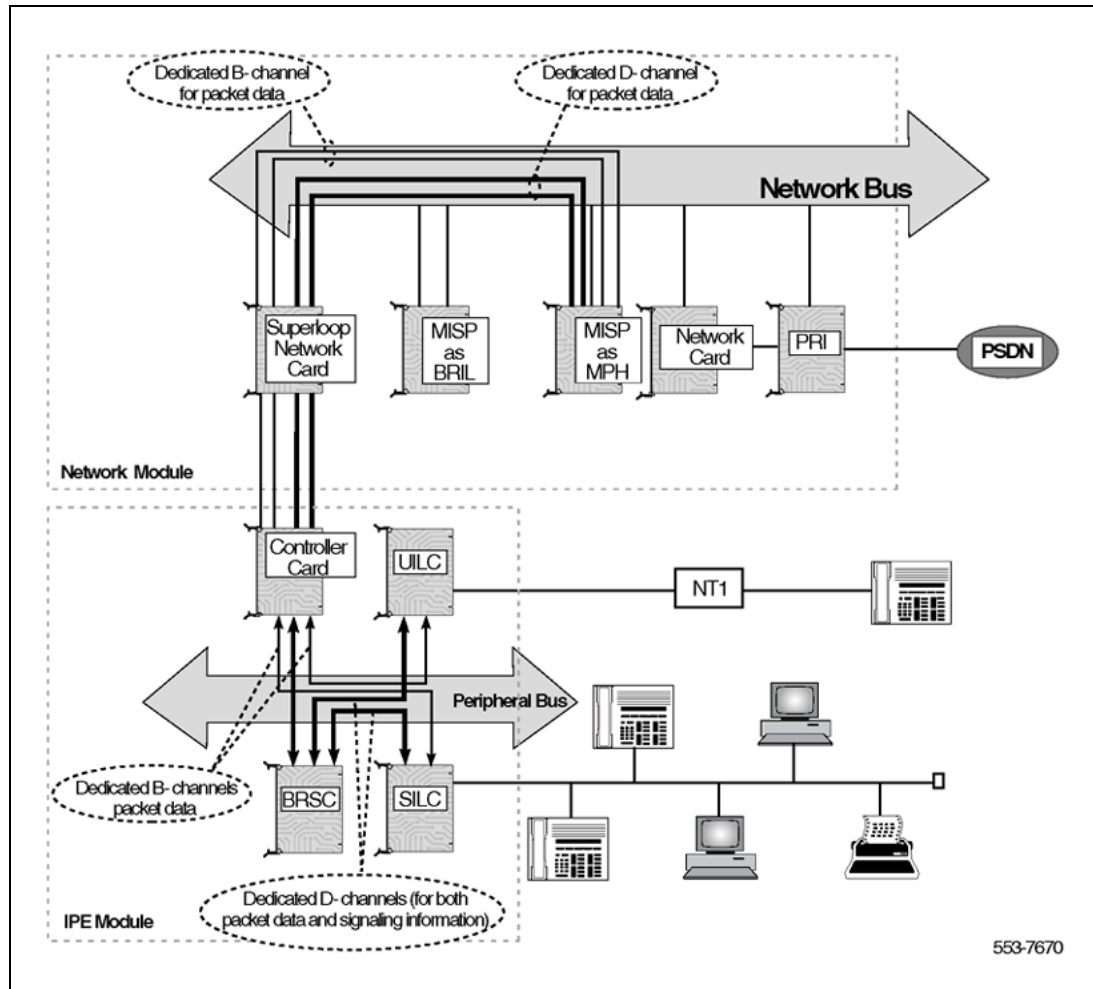 Dedicated B- channel
for packet data
Dedicated D- channel
for packet data
Network Bus
Superloop
Network
Card
MISP
as
BRIL
MISP
as
MPH
Network
Card
PRI
PSDN
Network Module
Controller
Card
UILC
NT1
Peripheral Bus
Dedicated B- channels
packet data
BRSC
SILC
Dedicated D- channels (for both
packet data and signaling information)
IPE Module
553-7670